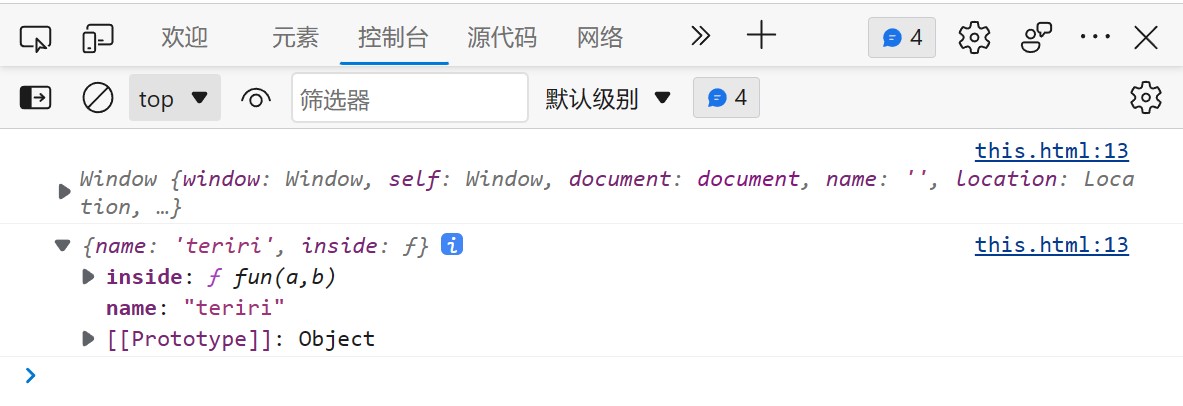 欢迎 元素 控制台 源代码 网络 4
top 筛选器 默认级别 4
this.html:13
Window {window: Window, self: Window, document: document, name: '', location: Loca
tion, …}
{name: 'teriri', inside: ƒ} i this.html:13
inside: ƒ fun(a,b)
name: "teriri"
[[Prototype]]: Object